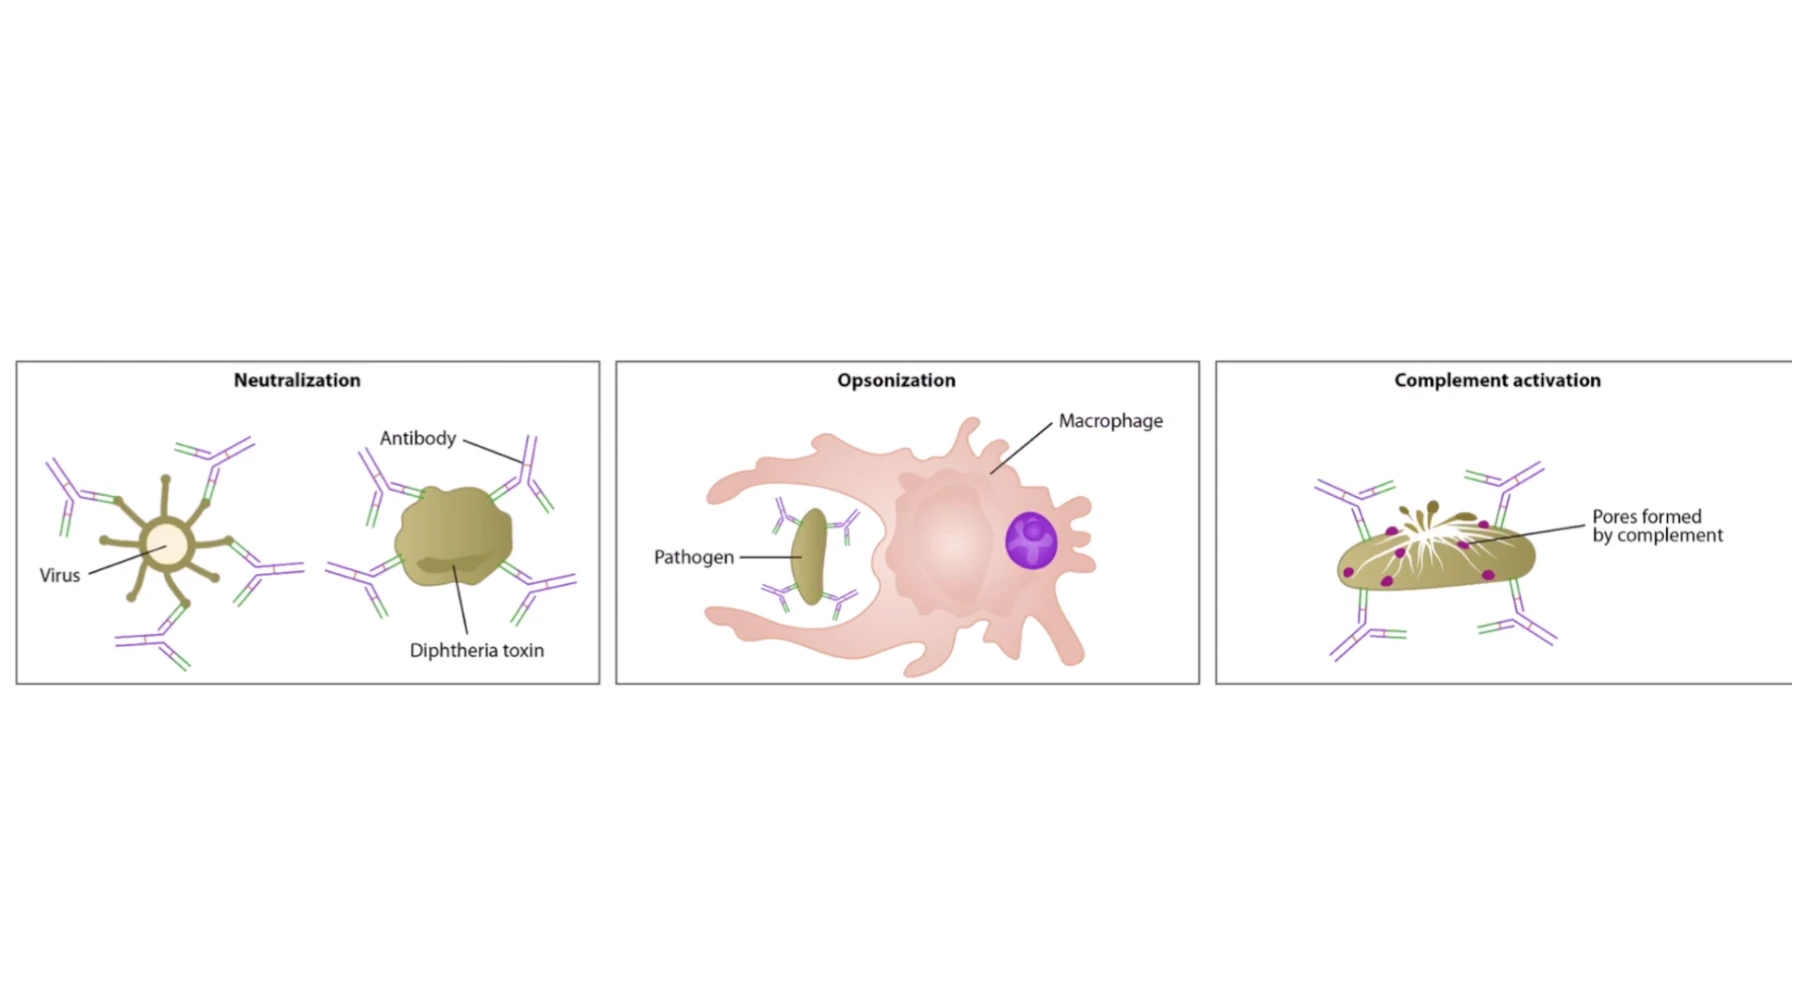 Neutralization
Antibody
Virus
Diphtheria toxin
Opsonization
Macrophage
Pathogen
Complement activation
Pores formed
by complement